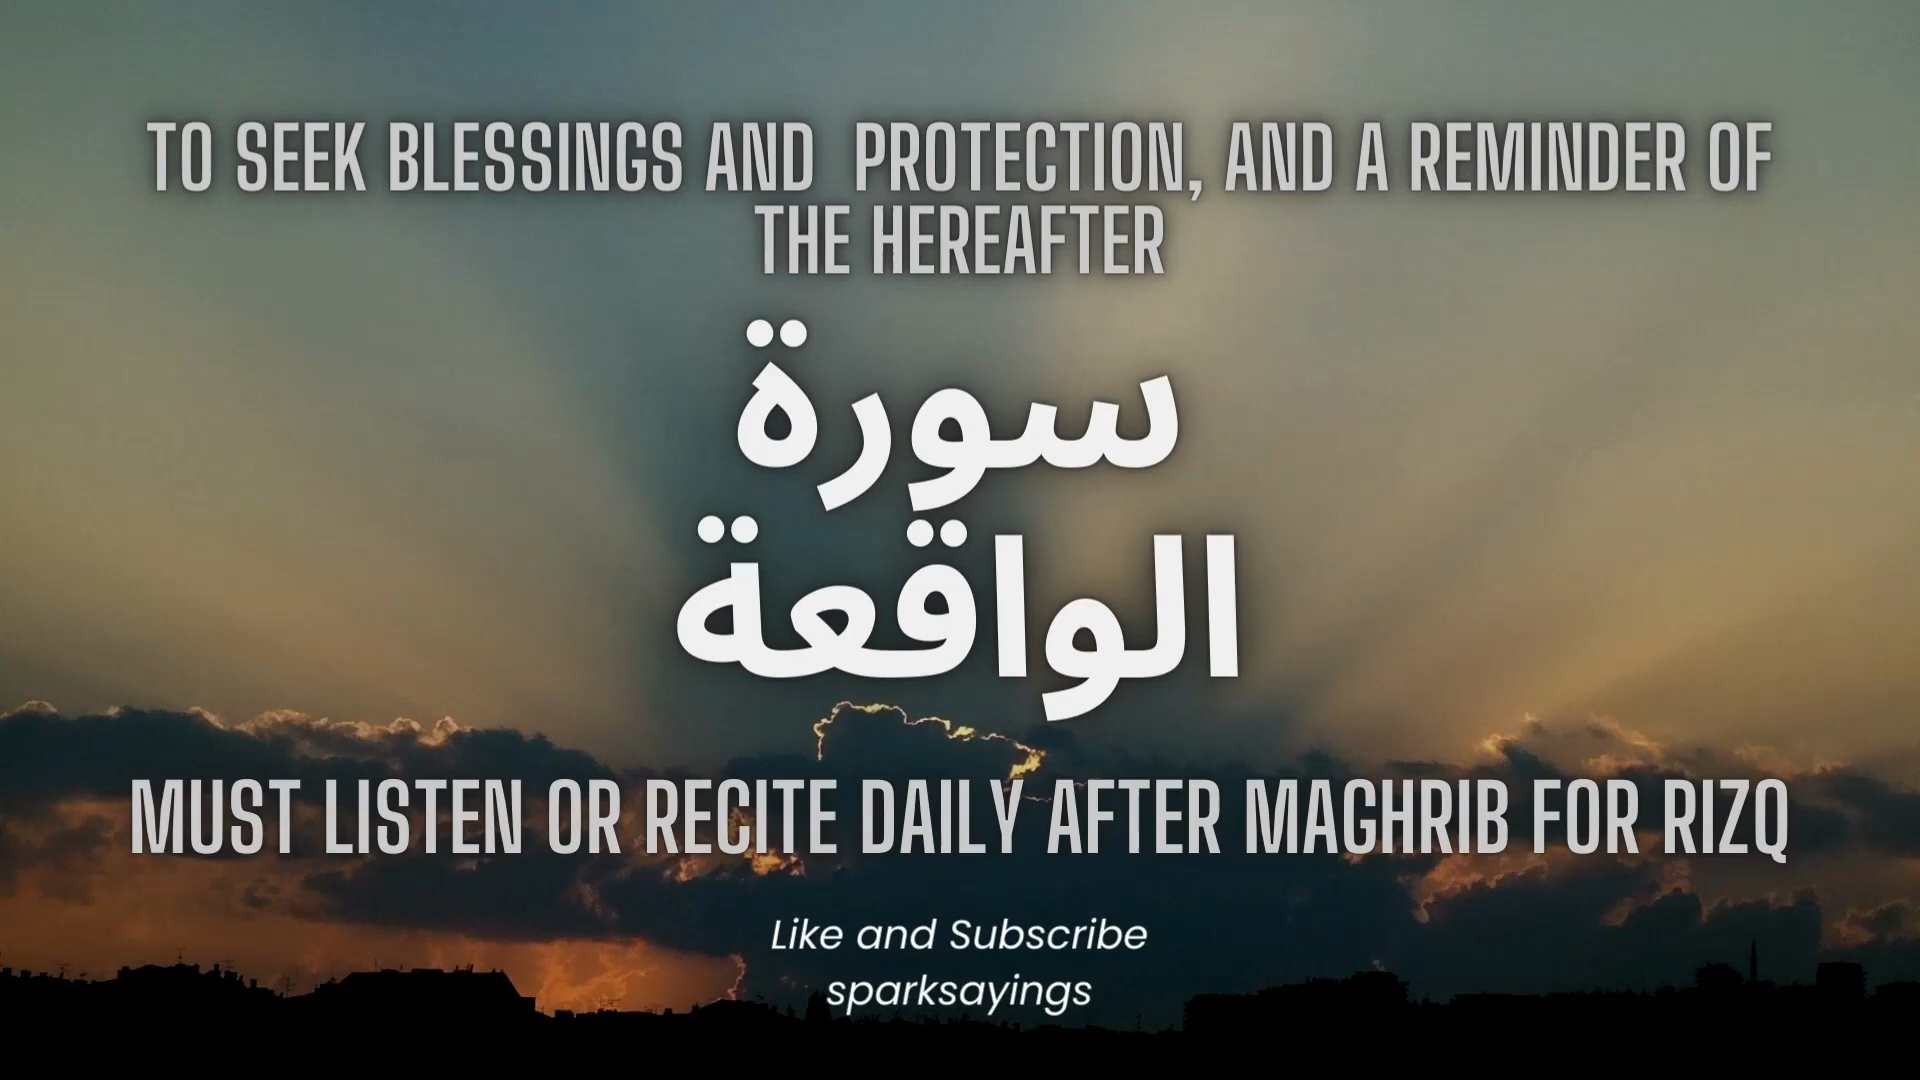 TO SEEK BLESSINGS AND PROTECTION, AND A REMINDER OF
THE HEREAFTER
سورة
الواقعة
MUST LISTEN OR RECITE DAILY AFTER MAGHRIB FOR RIZQ
Like and Subscribe
sparksayings